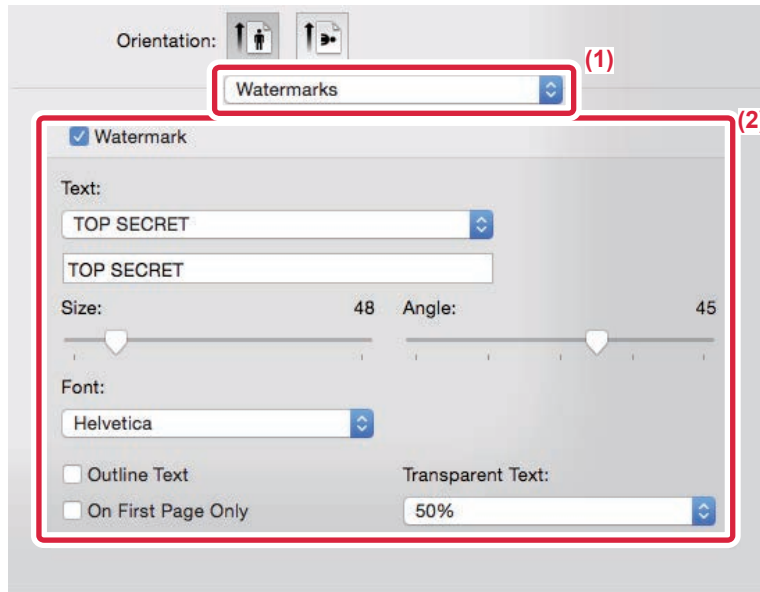 Orientation:
(1)
Watermarks
(2
Watermark
Text:
TOP SECRET
TOP SECRET
Size: 48 Angle: 45
Font:
Helvetica
Outline Text Transparent Text:
On First Page Only 50%